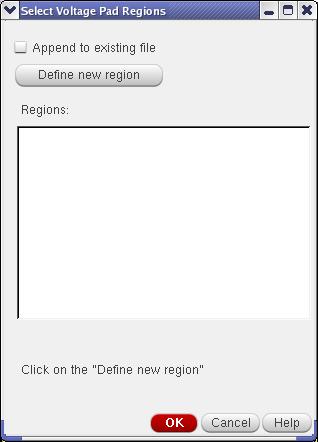 Select Voltage Pad Regions
Append to existing file
Define new region
Regions:
Click on the "Define new region"
OK Cancel Help